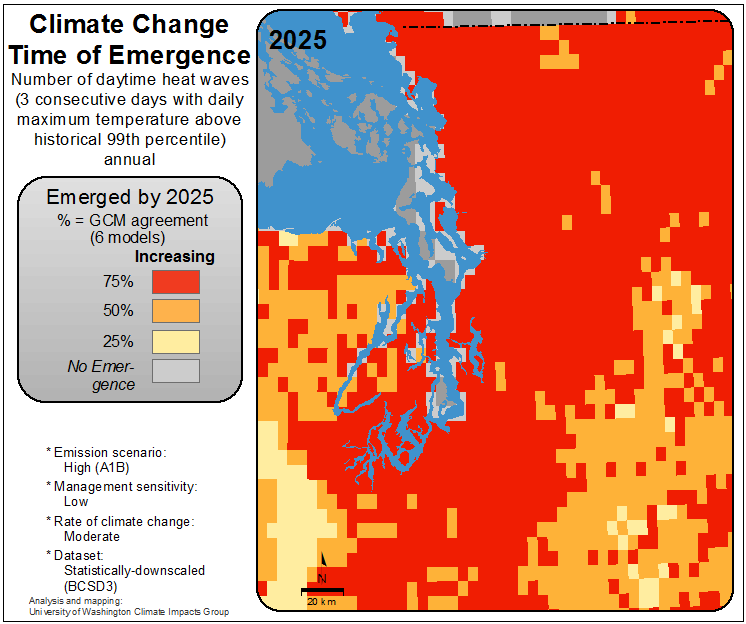 Climate Change
Time of Emergence
Number of daytime heat waves
(3 consecutive days with daily
maximum temperature above
historical 99th percentile)
annual
Emerged by 2025
% = GCM agreement
(6 models)
Increasing
75%
50%
25%
No Emer-
gence
* Emission scenario:
High (A1B)
* Management sensitivity:
Low
* Rate of climate change:
Moderate
* Dataset:
Statistically-downscaled
(BCSD3)
Analysis and mapping:
University of Washington Climate Impacts Group
2025
N
20 km